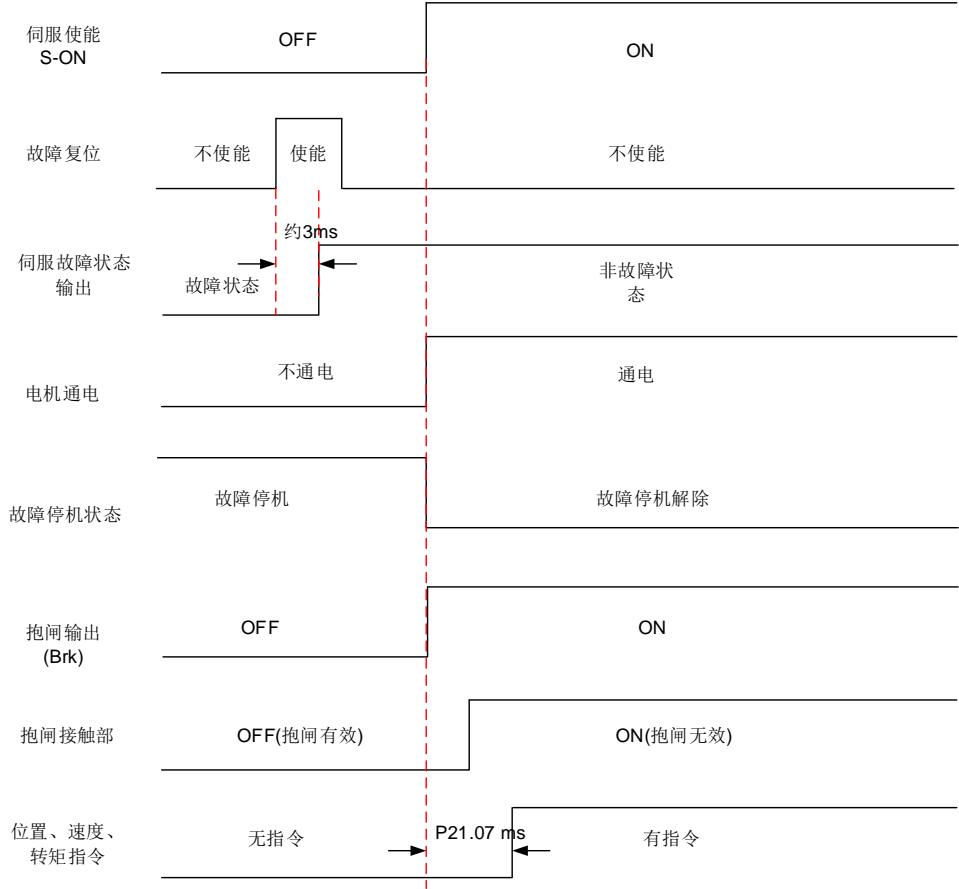 伺服使能
S-ON
OFF
ON
故障复位
不使能
使能
不使能
约3ms
伺服故障状态
输出
故障状态
非故障状
态
电机通电
不通电
通电
故障停机状态
故障停机
故障停机解除
抱闸输出
(Brk)
OFF
ON
抱闸接触部
OFF(抱闸有效)
ON(抱闸无效)
位置、速度、
转矩指令
无指令
P21.07 ms
有指令